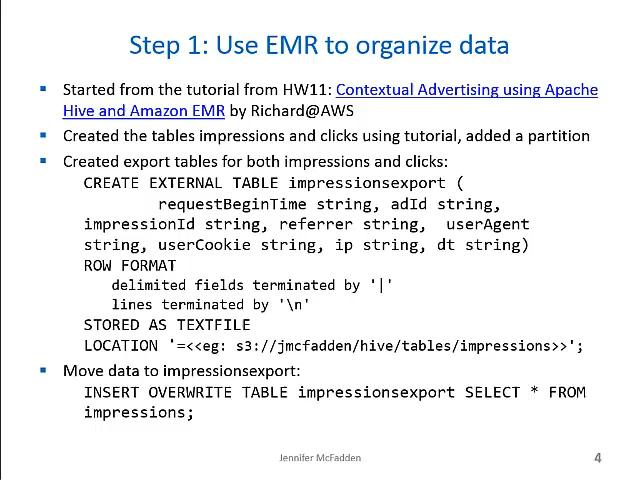 Step 1: Use EMR to organize data
Started from the tutorial from HW11: Contextual Advertising using Apache
Hive and Amazon EMR by Richard@AWS
Created the tables impressions and clicks using tutorial, added a partition
Created export tables for both impressions and clicks:
CREATE EXTERNAL TABLE impressionsexport (
requestBeginTime string, adId string,
impressionId string, referrer string, userAgent
string, userCookie string, ip string, dt string)
ROW FORMAT
delimited fields terminated by '|'
lines terminated by '\n'
STORED AS TEXTFILE
LOCATION '=<<eg: s3://jmcfadden/hive/tables/impressions>>';
Move data to impressionsexport:
INSERT OVERWRITE TABLE impressionsexport SELECT * FROM
impressions;
Jennifer McFadden
4